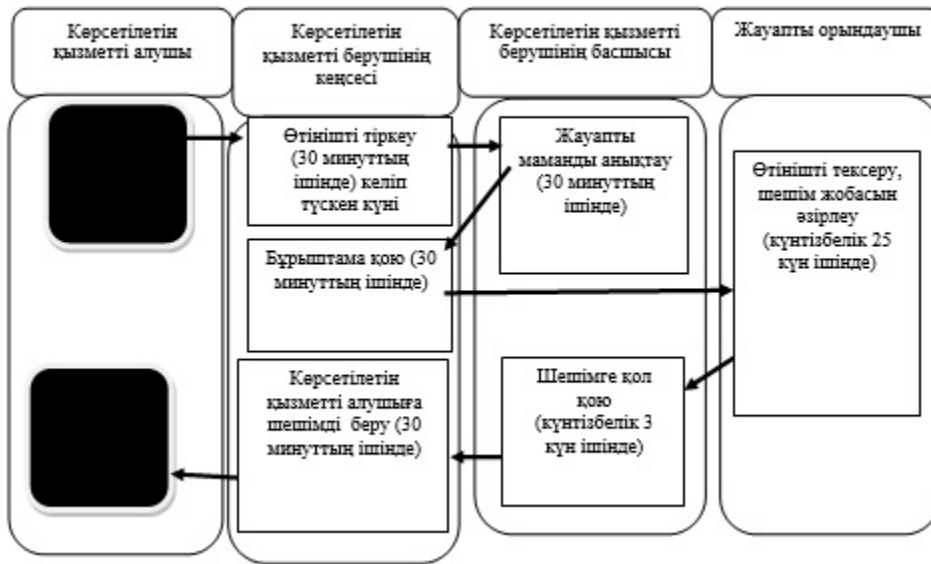 Көрсетілетін
қызметті алушы
Көрсетілетін
қызметті берушінің
кеңсесі
Көрсетілетін қызметті
берушінің басшысы
Жауапты орындаушы
Өтінішті тіркеу
(30 минуттың
ішінде) келіп
түскен күні
Жауапты
маманды анықтау
(30 минуттың
ішінде)
Өтінішті тексеру,
шешім жобасын
әзірлеу
(күнтізбелік 25
күн ішінде)
Бұрыштама қою (30
минуттың ішінде)
Көрсетілетін
қызметті алушыға
шешімді беру (30
минуттың ішінде)
Шешімге қол
қою
(күнтізбелік 3
күн ішінде)